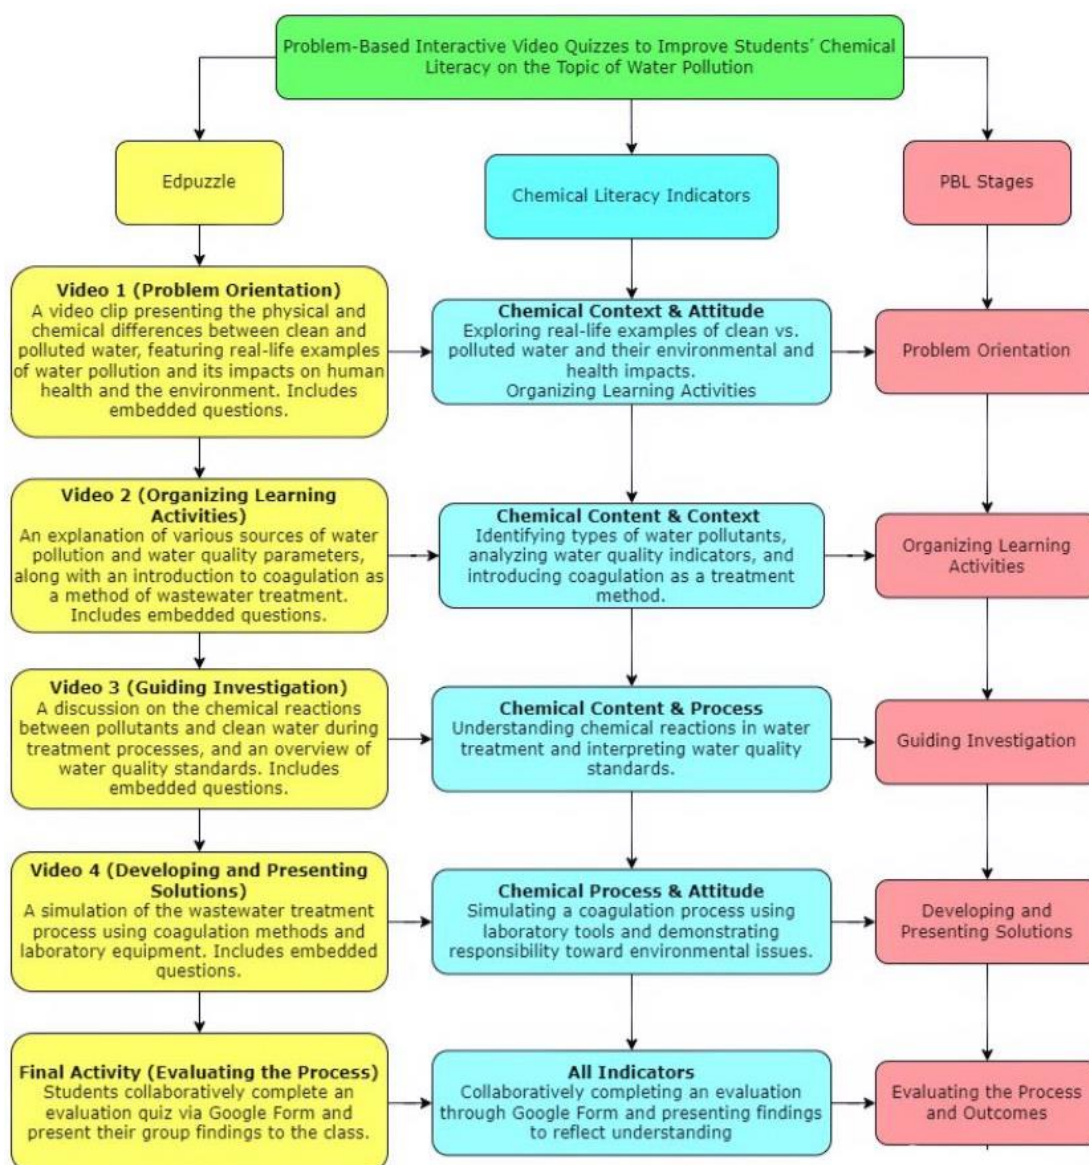 Problem-Based Interactive Video Quizzes to Improve Students´ Chemical
Literacy on the Topic of Water Pollution
Edpuzzle
Chemical Literacy Indicators
PBL Stages
Video 1 (Problem Orientation)
A video clip presenting the physical and
chemical differences between clean and
polluted water, featuring real-life examples
of water pollution and its impacts on human
health and the environment. Includes
embedded questions.
Chemical Context & Attitude
Exploring real-life examples of clean vs.
polluted water and their environmental and
health impacts.
Organizing Learning Activities
Problem Orientation
Video 2 (Organizing Learning
Activities)
An explanation of various sources of water
pollution and water quality parameters,
along with an introduction to coagulation as
a method of wastewater treatment.
Includes embedded questions.
Chemical Content & Context
Identifying types of water pollutants,
analyzing water quality indicators, and
introducing coagulation as a treatment
method.
Organizing Learning
Activities
Video 3 (Guiding Investigation)
A discussion on the chemical reactions
between pollutants and clean water during
treatment processes, and an overview of
water quality standards. Includes
embedded questions.
Chemical Content & Process
Understanding chemical reactions in water
treatment and interpreting water quality
standards.
Guiding Investigation
Video 4 (Developing and Presenting
Solutions)
A simulation of the wastewater treatment
process using coagulation methods and
laboratory equipment. Includes embedded
questions.
Chemical Process & Attitude
Simulating a coagulation process using
laboratory tools and demonstrating
responsibility toward environmental issues.
Developing and
Presenting Solutions
Final Activity (Evaluating the Process)
Students collaboratively complete an
evaluation quiz via Google Form and
present their group findings to the class.
All Indicators
Collaboratively completing an evaluation
through Google Form and presenting findings
to reflect understanding
Evaluating the Process
and Outcomes